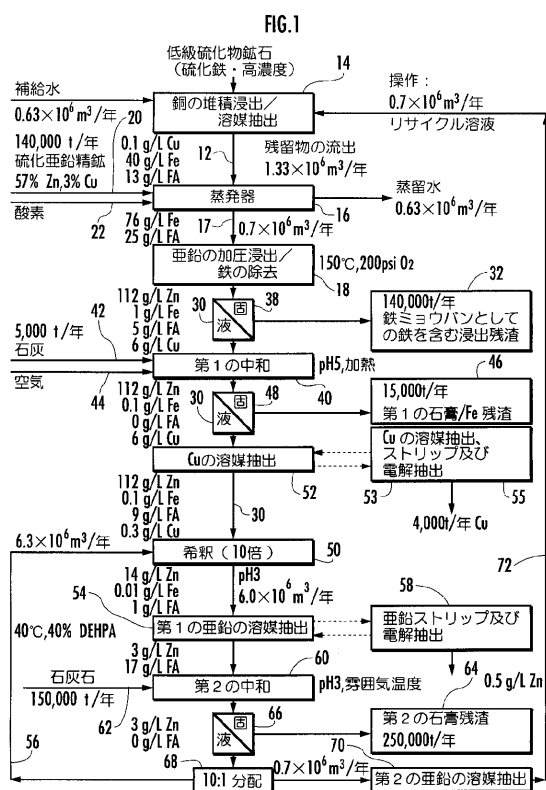 FIG.1
低級硫化物鉱石
(硫化鉄・高濃度)
14
補給水
0.63×10⁶m³/年
銅の堆積浸出/
溶媒抽出
操作:
0.7×10⁶m³/年
リサイクル溶液
20
140,000 t/年
硫化亜鉛精鉱
57% Zn,3% Cu
0.1 g/L Cu
40 g/L Fe
13 g/L FA
12
残留物の流出
1.33×10⁶m³/年
蒸発器
16
蒸留水
0.63×10⁶m³/年
酸素
22
76 g/L Fe
25 g/L FA
17
0.7×10⁶m³/年
亜鉛の加圧浸出/
鉄の除去
18
150℃,200psi O₂
112 g/L Zn
1 g/L Fe
5 g/L FA
6 g/L Cu
30
固
液
38
32
140,000t/年
鉄ミョウバンとして
の鉄を含む浸出残渣
5,000 t/年
42
石灰
空気
44
第1の中和
40
pH5,加熱
112 g/L Zn
0.1 g/L Fe
0 g/L FA
6 g/L Cu
30
固
液
48
46
15,000t/年
第1の石膏/Fe 残渣
Cuの溶媒抽出
52
Cuの溶媒抽出、
ストリップ及び
電解抽出
53
55
4,000t/年 Cu
112 g/L Zn
0.1 g/L Fe
9 g/L FA
0.3 g/L Cu
30
6.3×10⁶m³/年
希釈(10倍)
50
72
14 g/L Zn
0.01 g/L Fe
1 g/L FA
pH3
6.0×10⁶m³/年
54
58
40℃,40% DEHPA
第1の亜鉛の溶媒抽出
亜鉛ストリップ及び
電解抽出
3 g/L Zn
17 g/L FA
60
64
0.5 g/L Zn
石灰石
150,000 t/年
62
第2の中和
pH3,雰囲気温度
3 g/L Zn
0 g/L FA
固
液
66
第2の石膏残渣
250,000t/年
56
68
70
10:1 分配
0.7×10⁶m³/年
第2の亜鉛の溶媒抽出